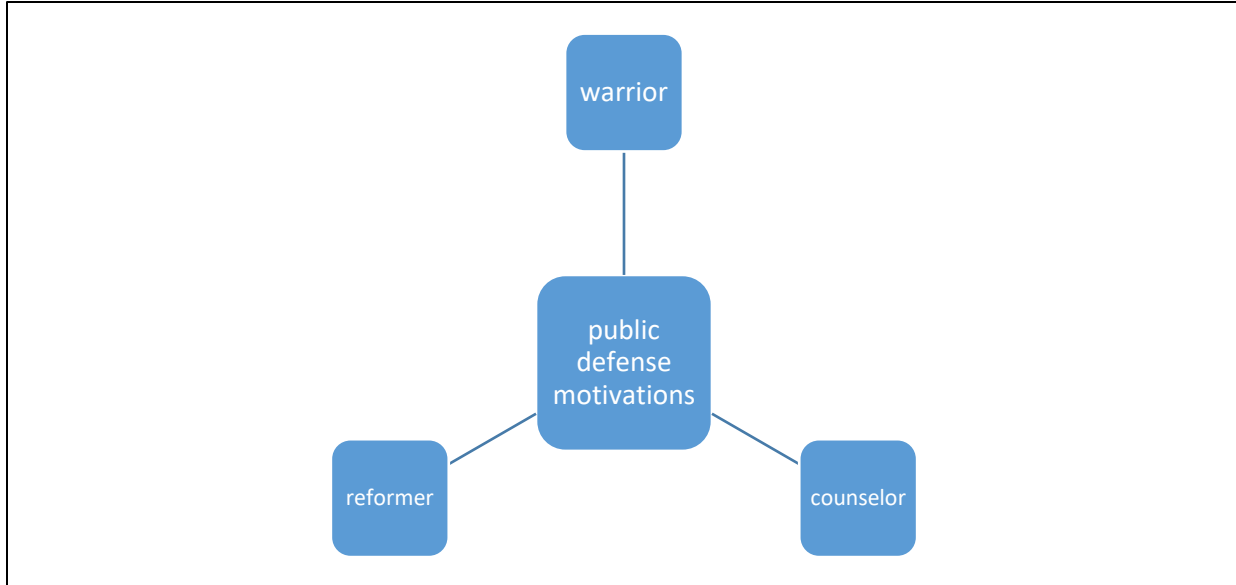 warrior
public
defense
motivations
reformer
counselor